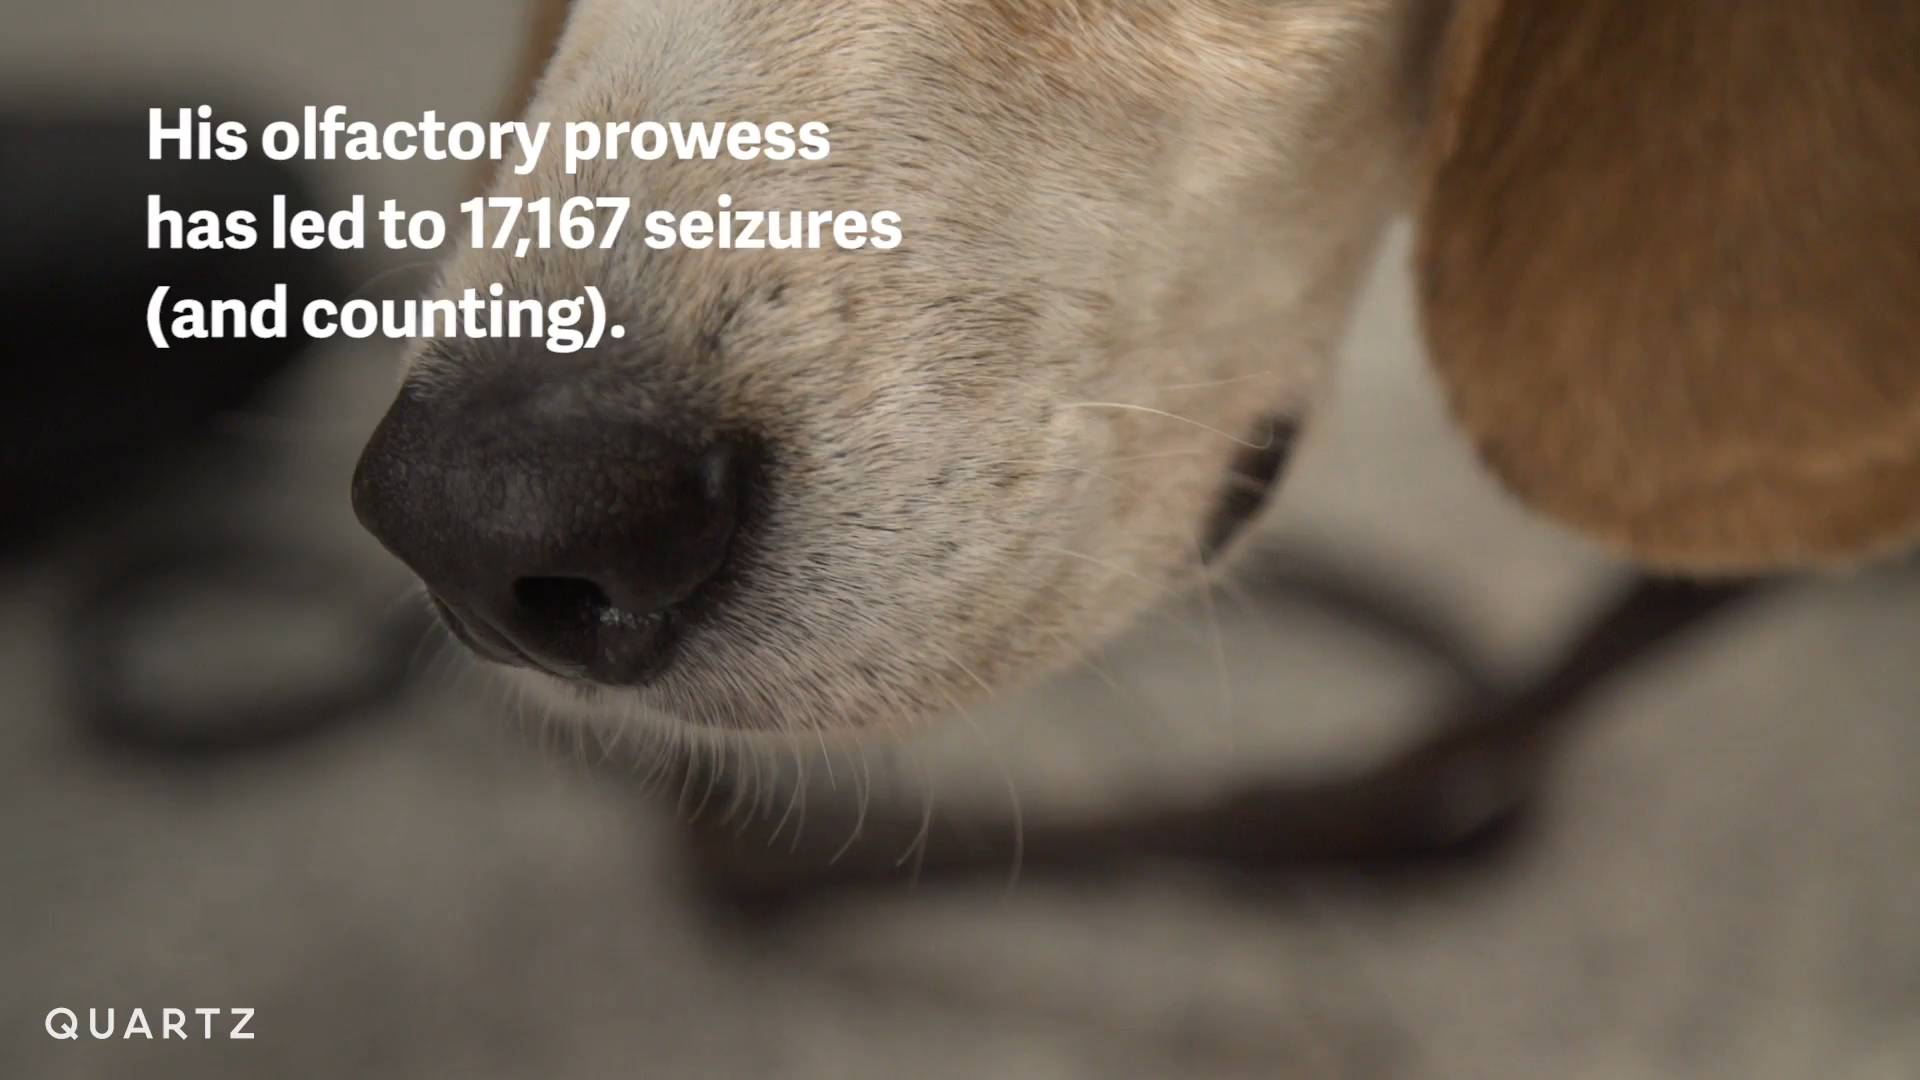 His olfactory prowess
has led to 17,167 seizures
(and counting).
QUARTZ